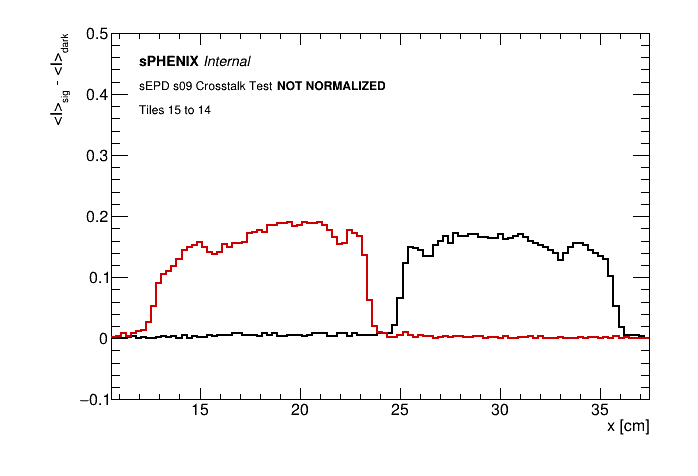 <I>sig - <I>dark
sPHENIX Internal
sEPD s09 Crosstalk Test NOT NORMALIZED
Tiles 15 to 14
0.5
0.4
0.3
0.2
0.1
0
−0.1
15 20 25 30 35
x [cm]